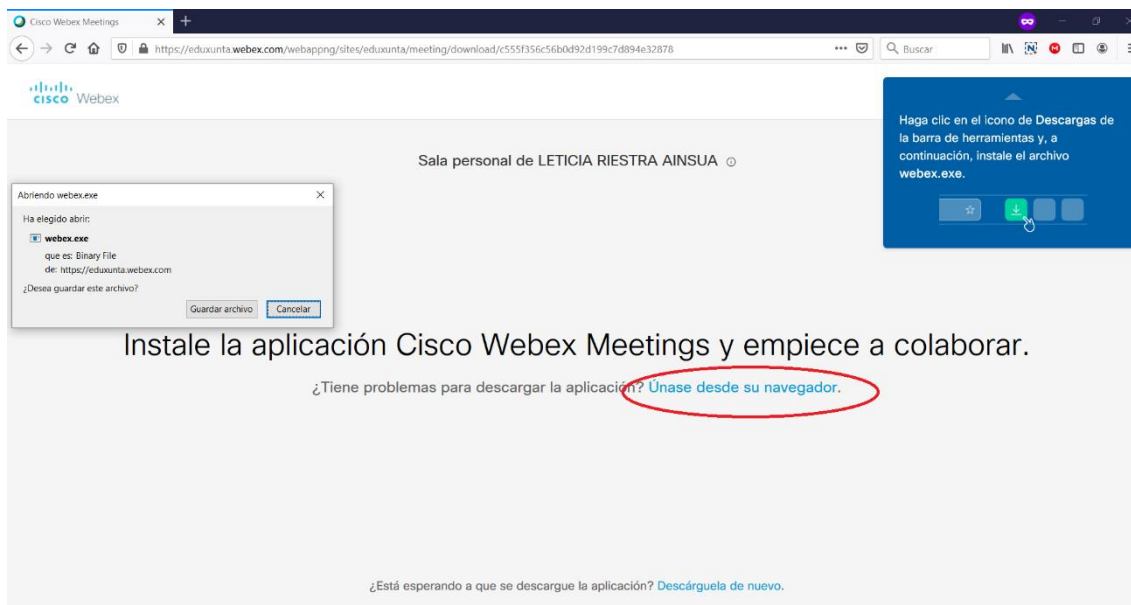 Cisco Webex Meetings
https://eduxunta.webex.com/webappng/sites/eduxunta/meeting/download/c555f356c56b0d92d199c7d894e32878
Buscar
cisco Webex
Haga clic en el icono de Descargas de
la barra de herramientas y, a
continuación, instale el archivo
webex.exe.
Sala personal de LETICIA RIESTRA AINSUA
Abriendo webex.exe
Ha elegido abrir:
webex.exe
que es: Binary File
de: https://eduxunta.webex.com
¿Desea guardar este archivo?
Guardar archivo Cancelar
Instale la aplicación Cisco Webex Meetings y empiece a colaborar.
¿Tiene problemas para descargar la aplicación? Únase desde su navegador.
¿Está esperando a que se descargue la aplicación? Descárguela de nuevo.